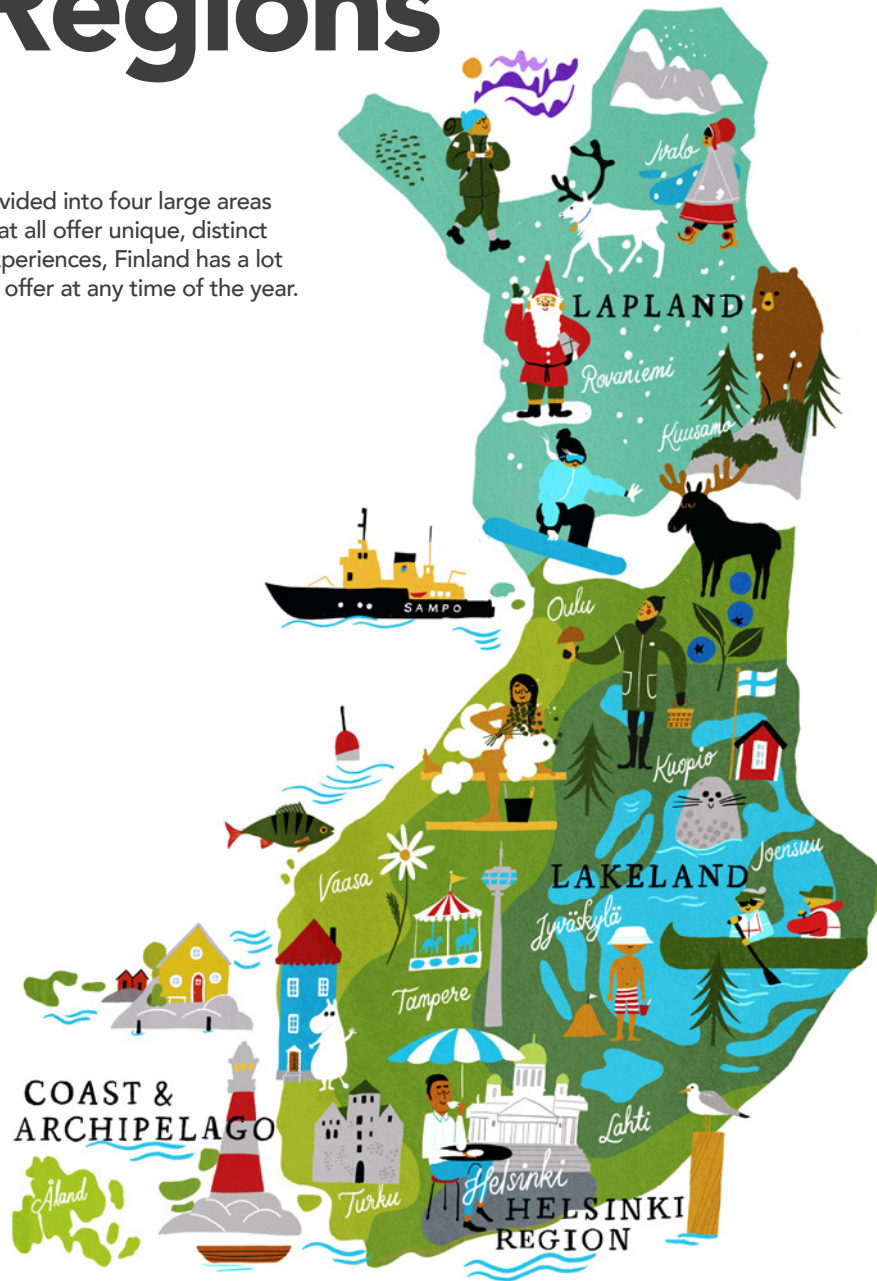 Regions
vided into four large areas
at all offer unique, distinct
xperiences, Finland has a lot
offer at any time of the year.
Ivalo
LAPLAND
Rovaniemi
Kuusamo
SAMPO
Oulu
Kuopio
Joensuu
Vaasa
LAKELAND
Jyväskylä
Tampere
COAST &
ARCHIPELAGO
Lahti
Åland
Turku
Helsinki
HELSINKI
REGION